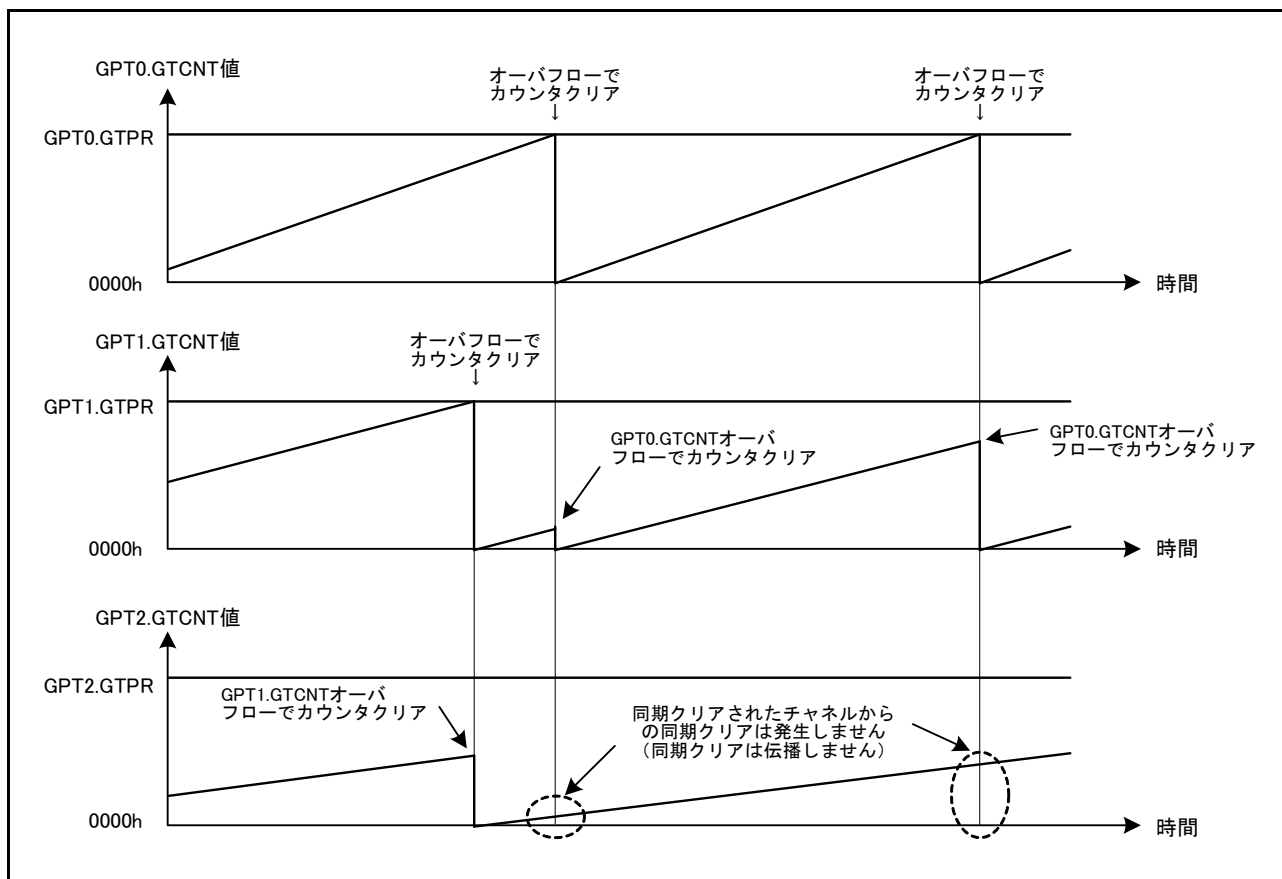 GPT0.GTCNT値
オーバフローで
カウンタクリア
↓
オーバフローで
カウンタクリア
↓
GPT0.GTPR
0000h
時間
GPT1.GTCNT値
オーバフローで
カウンタクリア
↓
GPT1.GTPR
GPT0.GTCNTオーバ
フローでカウンタクリア
GPT0.GTCNTオーバ
フローでカウンタクリア
0000h
時間
GPT2.GTCNT値
GPT2.GTPR
GPT1.GTCNTオーバ
フローでカウンタクリア
同期クリアされたチャネルから
の同期クリアは発生しません
（同期クリアは伝播しません）
0000h
時間